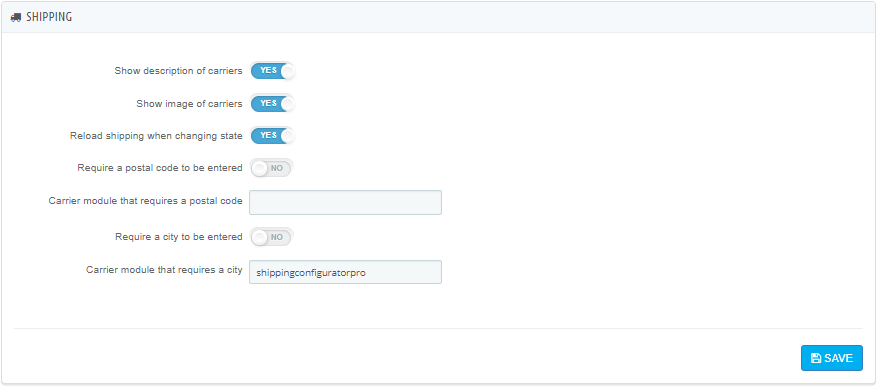 SHIPPING
Show description of carriers YES
Show image of carriers YES
Reload shipping when changing state YES
Require a postal code to be entered NO
Carrier module that requires a postal code
Require a city to be entered NO
Carrier module that requires a city shippingconfiguratorpro
SAVE